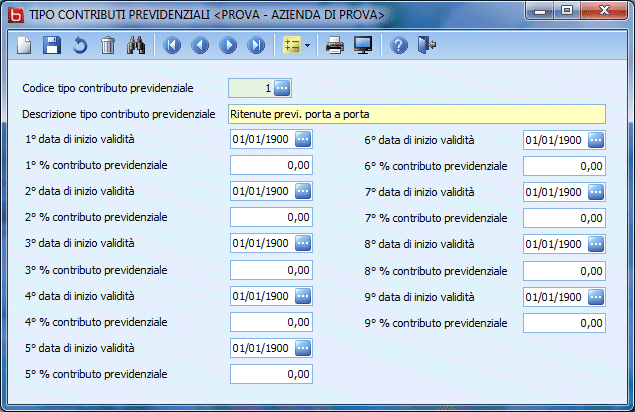 TIPO CONTRIBUTI PREVIDENZIALI <PROVA - AZIENDA DI PROVA>
Codice tipo contributo previdenziale 1
Descrizione tipo contributo previdenziale Ritenute previ. porta a porta
1° data di inizio validità 01/01/1900 6° data di inizio validità 01/01/1900
1° % contributo previdenziale 0,00 6° % contributo previdenziale 0,00
2° data di inizio validità 01/01/1900 7° data di inizio validità 01/01/1900
2° % contributo previdenziale 0,00 7° % contributo previdenziale 0,00
3° data di inizio validità 01/01/1900 8° data di inizio validità 01/01/1900
3° % contributo previdenziale 0,00 8° % contributo previdenziale 0,00
4° data di inizio validità 01/01/1900 9° data di inizio validità 01/01/1900
4° % contributo previdenziale 0,00 9° % contributo previdenziale 0,00
5° data di inizio validità 01/01/1900
5° % contributo previdenziale 0,00